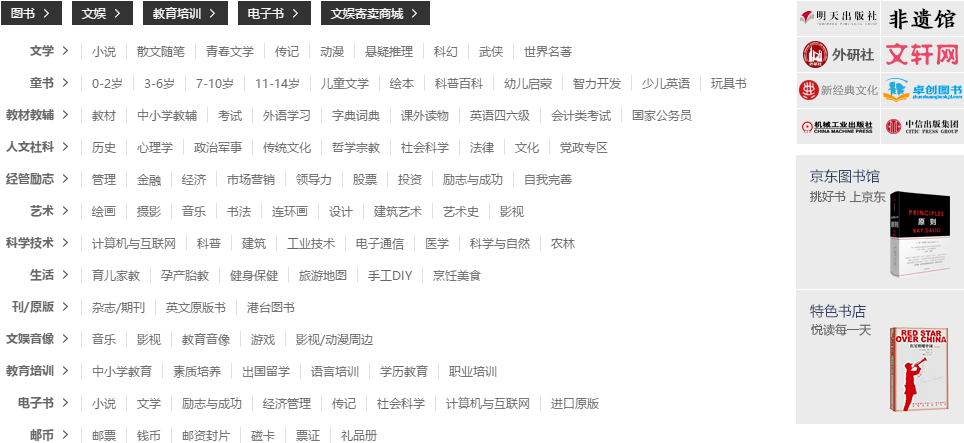 图书 > 文娱 > 教育培训 > 电子书 > 文娱寄卖商城 >
文学 > 小说 散文随笔 青春文学 传记 动漫 悬疑推理 科幻 武侠 世界名著
童书 > 0-2岁 3-6岁 7-10岁 11-14岁 儿童文学 绘本 科普百科 幼儿启蒙 智力开发 少儿英语 玩具书
教材教辅 > 教材 中小学教辅 考试 外语学习 字典词典 课外读物 英语四六级 会计类考试 国家公务员
人文社科 > 历史 心理学 政治军事 传统文化 哲学宗教 社会科学 法律 文化 党政专区
经管励志 > 管理 金融 经济 市场营销 领导力 股票 投资 励志与成功 自我完善
艺术 > 绘画 摄影 音乐 书法 连环画 设计 建筑艺术 艺术史 影视
科学技术 > 计算机与互联网 科普 建筑 工业技术 电子通信 医学 科学与自然 农林
生活 > 育儿家教 孕产胎教 健身保健 旅游地图 手工DIY 烹饪美食
刊/原版 > 杂志/期刊 英文原版书 港台图书
文娱音像 > 音乐 影视 教育音像 游戏 影视/动漫周边
教育培训 > 中小学教育 素质培养 出国留学 语言培训 学历教育 职业培训
电子书 > 小说 文学 励志与成功 经济管理 传记 社会科学 计算机与互联网 进口原版
邮币 > 邮票 钱币 邮资封片 磁卡 票证 礼品册
明天出版社 非遗馆
外研社 文轩网
新经典文化 卓创图书
机械工业出版社 中信出版集团
CHINA MACHINE PRESS CITIC PRESS GROUP
京东图书馆
挑好书 上京东
PRINCIPLES
原则
RAY DALIO
特色书店
悦读每一天
RED STAR
OVER CHINA